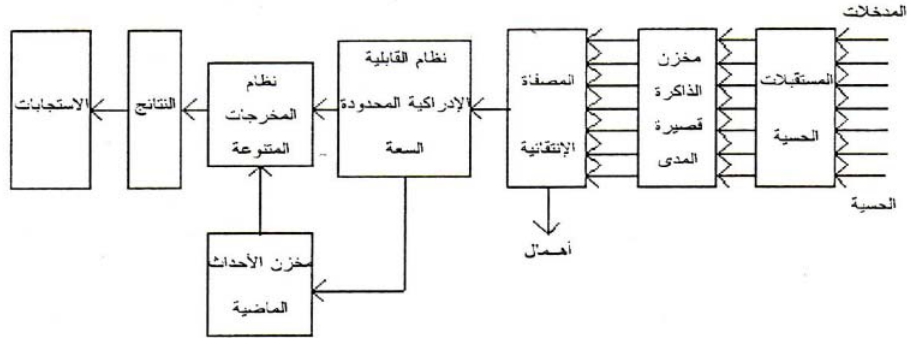 المدخلات
الحسية
المستقبلات
الحسية
مخزن
الذاكرة
قصيرة
المدى
المصفاة
الإنتقائية
أهمال
نظام القابلية
الإدراكية المحدودة
السعة
نظام
المخرجات
المتنوعة
مخزن الأحداث
الماضية
النتائج
الاستجابات